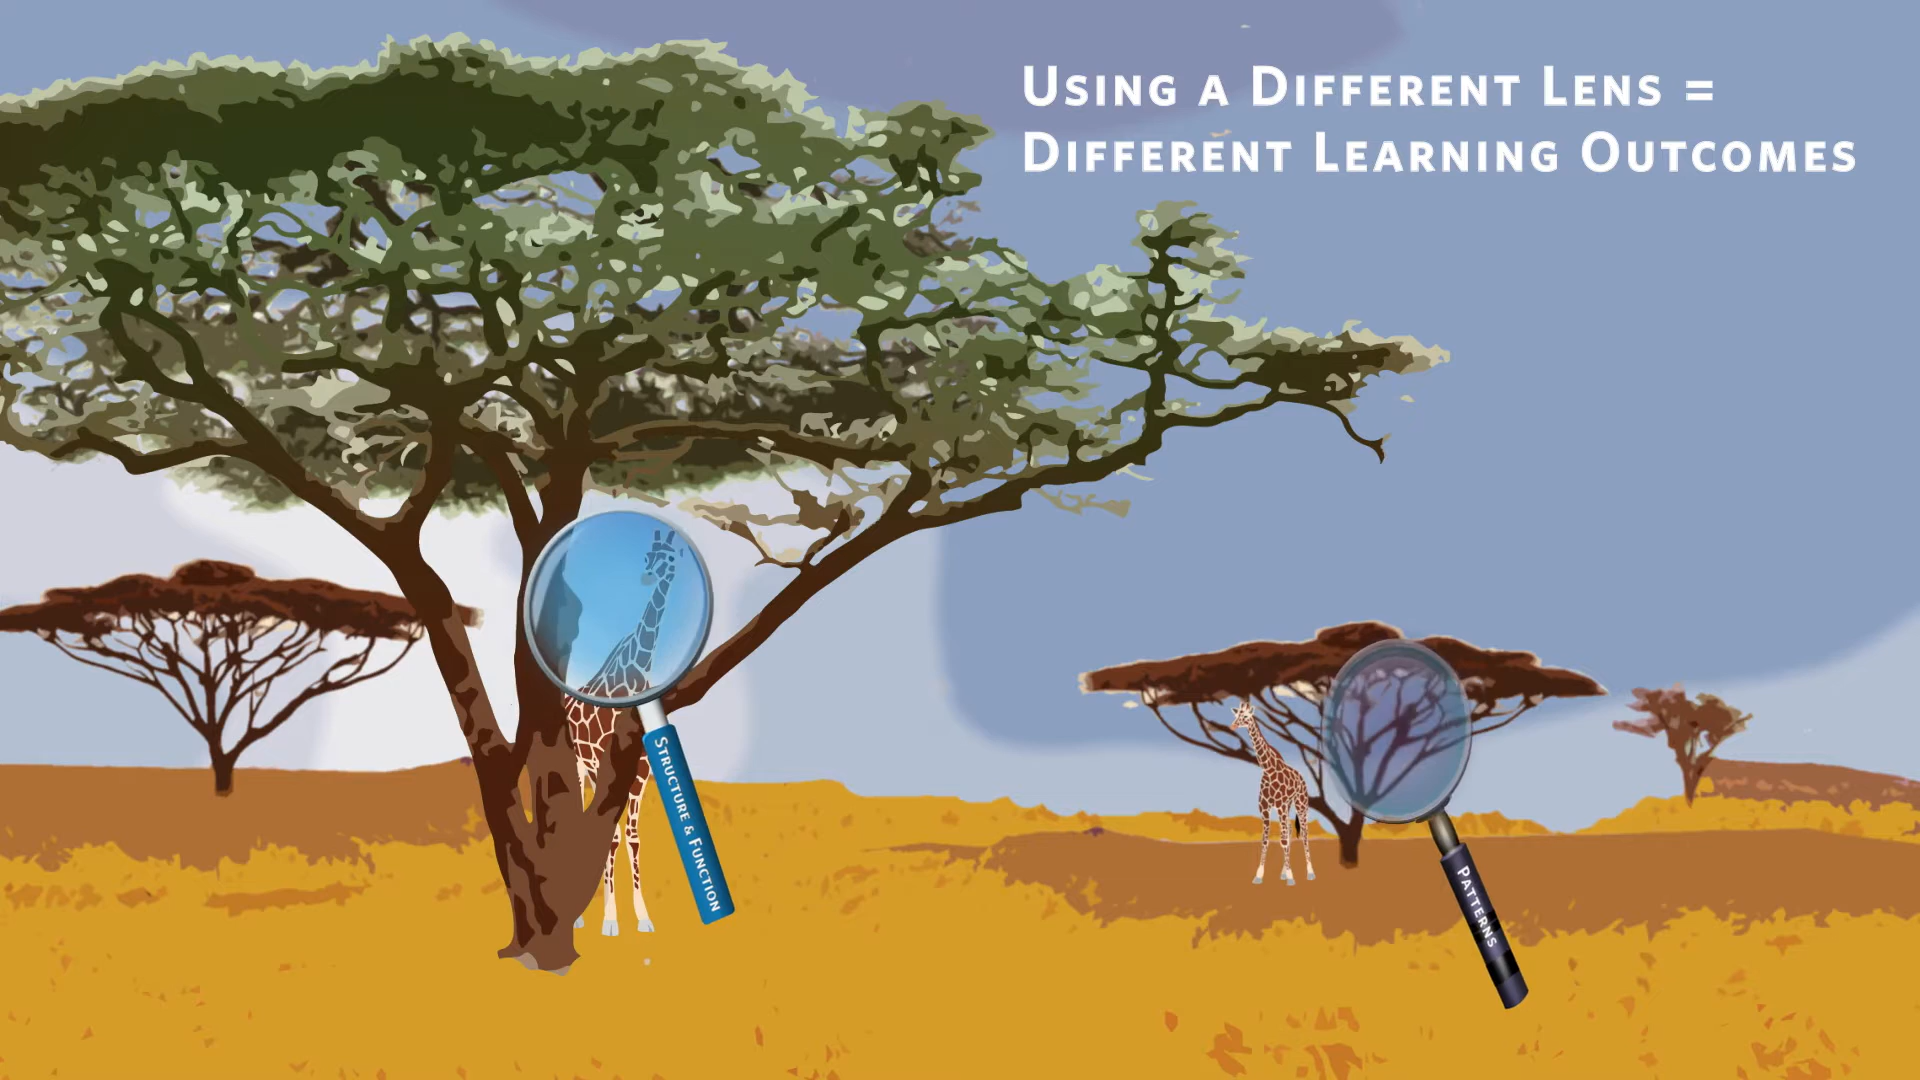 Using a Different Lens =
Different Learning Outcomes
Structure & Function
Patterns